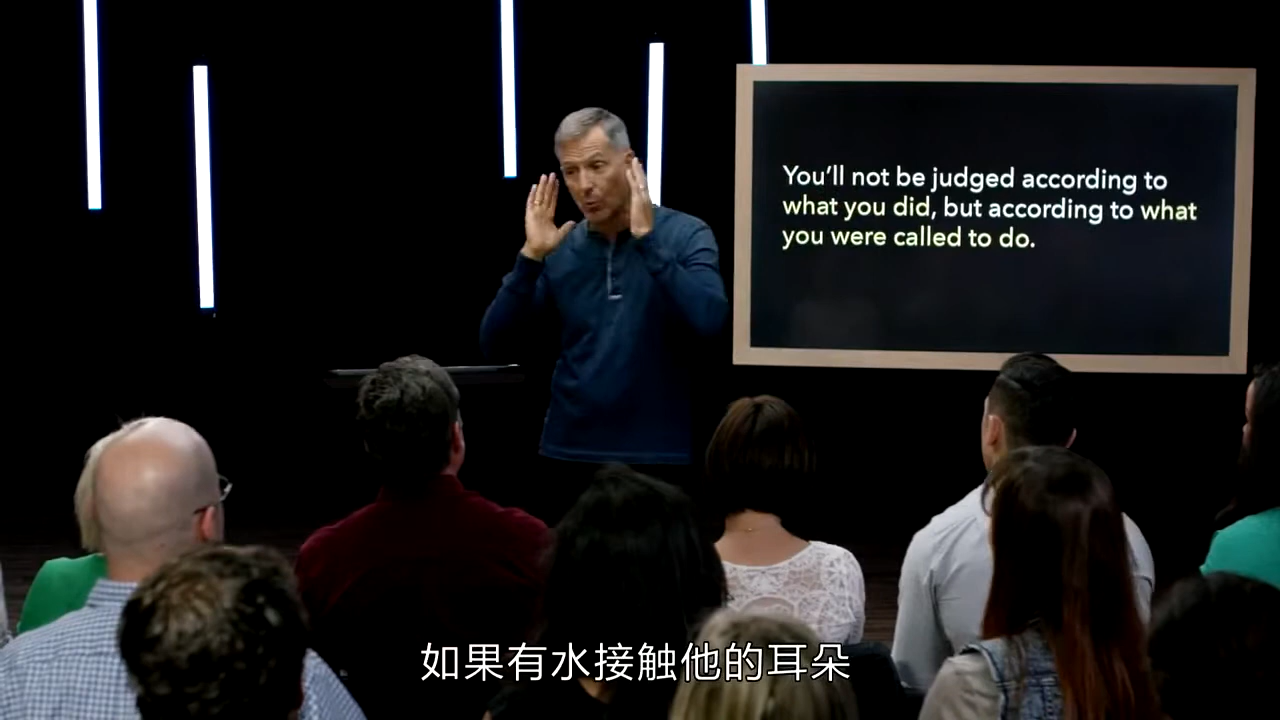 You'll not be judged according to
what you did, but according to what
you were called to do.
如果有水接触他的耳朵